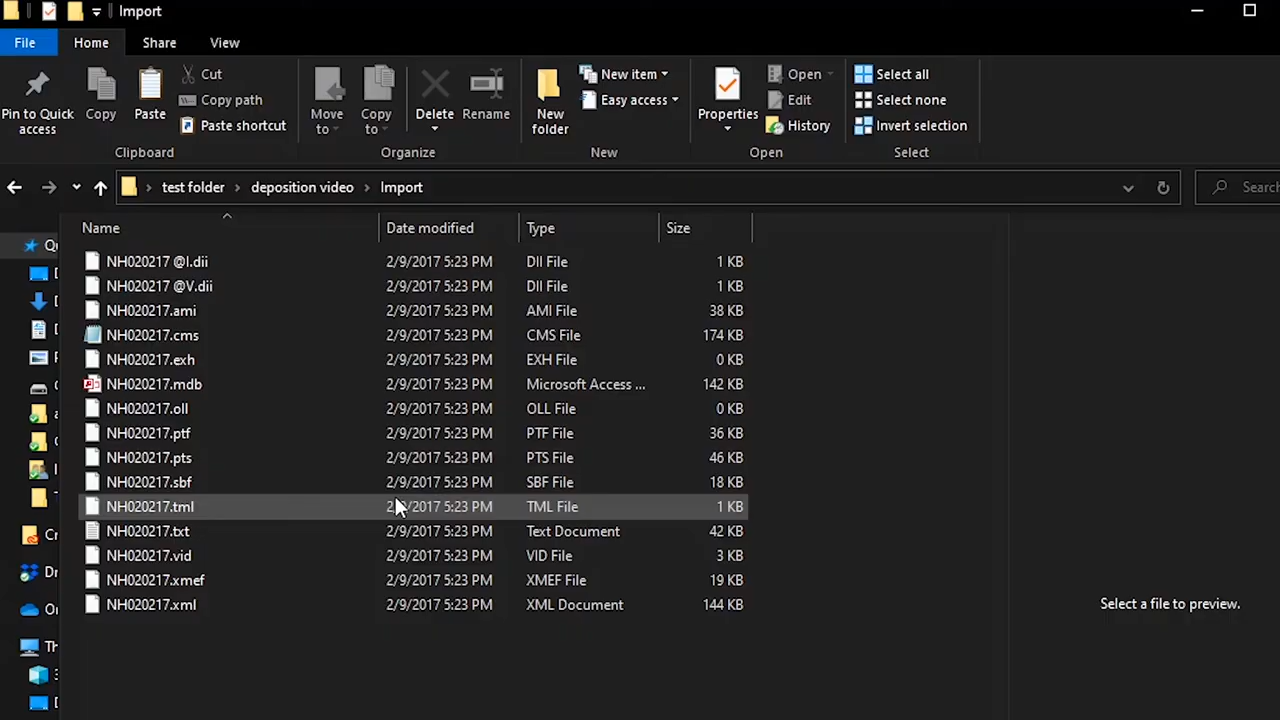 Import
File Home Share View
Pin to Quick access
Copy
Paste
Cut
Copy path
Paste shortcut
Clipboard
Move to
Copy to
Delete
Rename
Organize
New folder
New item
Easy access
New
Properties
Open
Edit
History
Open
Select all
Select none
Invert selection
Select
test folder deposition video Import
Name Date modified Type Size
NH020217 @I.dii 2/9/2017 5:23 PM DII File 1 KB
NH020217 @V.dii 2/9/2017 5:23 PM DII File 1 KB
NH020217.ami 2/9/2017 5:23 PM AMI File 38 KB
NH020217.cms 2/9/2017 5:23 PM CMS File 174 KB
NH020217.exh 2/9/2017 5:23 PM EXH File 0 KB
NH020217.mdb 2/9/2017 5:23 PM Microsoft Access ... 142 KB
NH020217.oll 2/9/2017 5:23 PM OLL File 0 KB
NH020217.ptf 2/9/2017 5:23 PM PTF File 36 KB
NH020217.pts 2/9/2017 5:23 PM PTS File 46 KB
NH020217.sbf 2/9/2017 5:23 PM SBF File 18 KB
NH020217.tml 2/9/2017 5:23 PM TML File 1 KB
NH020217.txt 2/9/2017 5:23 PM Text Document 42 KB
NH020217.vid 2/9/2017 5:23 PM VID File 3 KB
NH020217.xmef 2/9/2017 5:23 PM XMEF File 19 KB
NH020217.xml 2/9/2017 5:23 PM XML Document 144 KB
Select a file to preview.